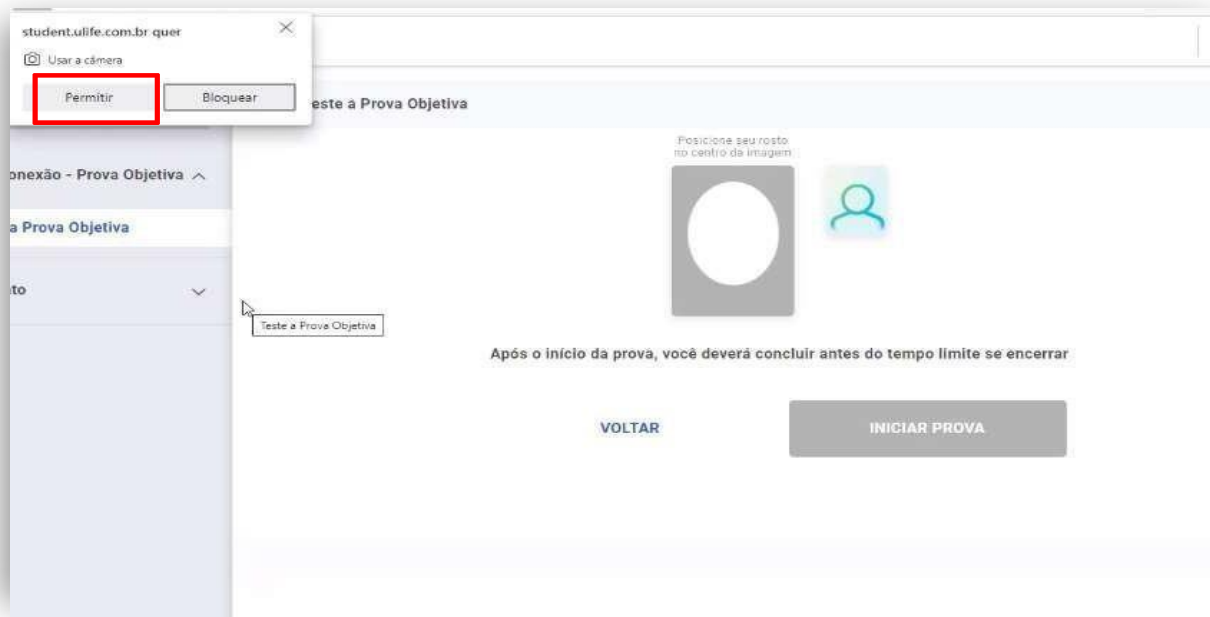 student.ulife.com.br quer
Usar a câmera
Permitir
Bloquear
este a Prova Objetiva
onexão - Prova Objetiva
a Prova Objetiva
to
Teste a Prova Objetiva
Posicione seu rosto
no centro da imagem
Após o início da prova, você deverá concluir antes do tempo limite se encerrar
VOLTAR
INICIAR PROVA